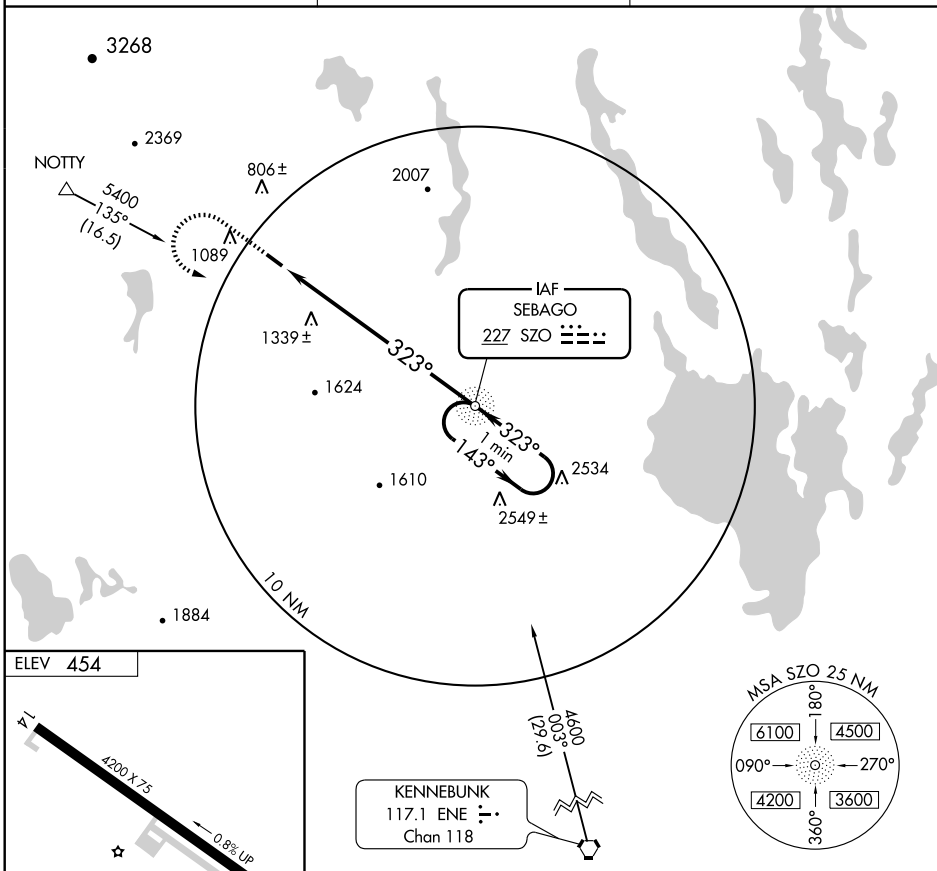 3268
2369
NOTTY
806±
2007
5400
135°
(16.5)
1089
IAF
SEBAGO
227 SZO
1339±
323°
1624
323°
1 min
143°
2534
1610
2549±
10 NM
1884
ELEV 454
14
4200 X 75
0.8% UP
4600
003°
(29.6)
KENNEBUNK
117.1 ENE
Chan 118
MSA SZO 25 NM
180°
6100 4500
090° 270°
4200 3600
360°